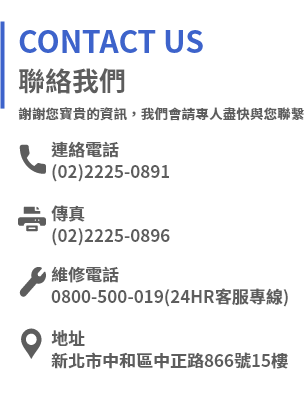 CONTACT US
聯絡我們
謝謝您寶貴的資訊，我們會請專人盡快與您聯繫
連絡電話
(02)2225-0891
傳真
(02)2225-0896
維修電話
0800-500-019(24HR客服專線)
地址
新北市中和區中正路866號15樓